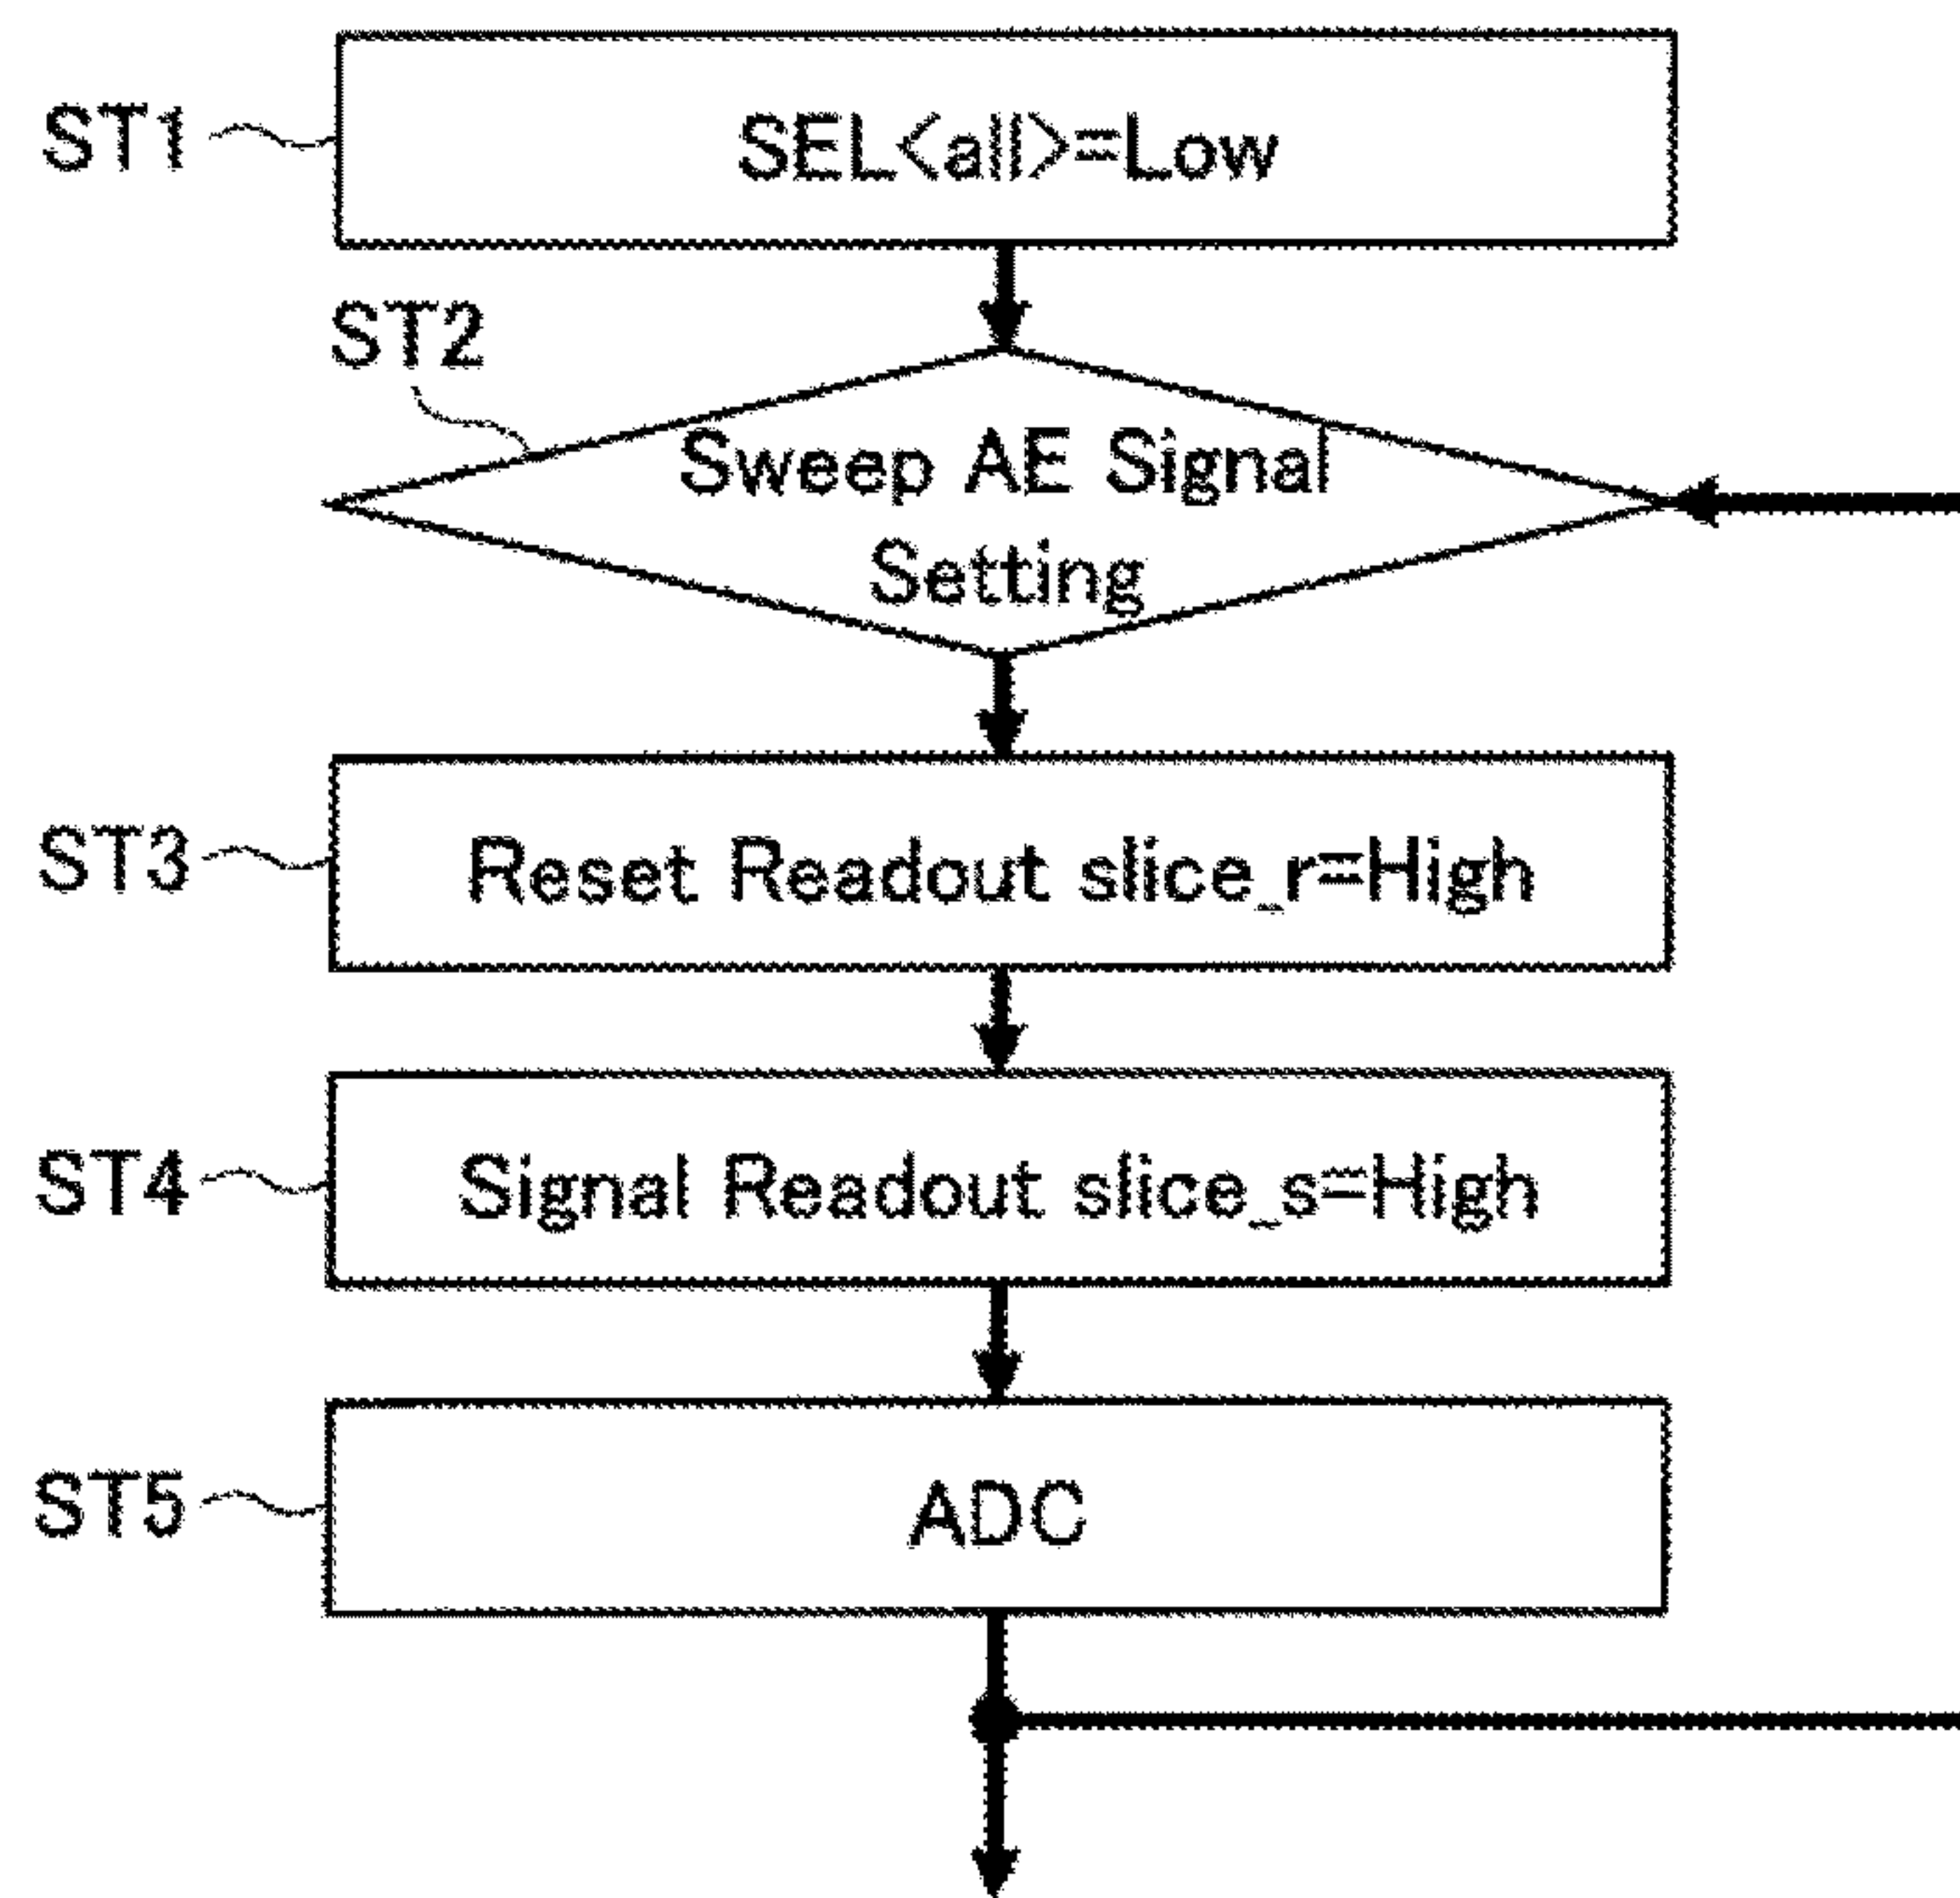 ST1
SEL<all>=Low
ST2
Sweep AE Signal
Setting
ST3
Reset Readout slice_r=High
ST4
Signal Readout slice_s=High
ST5
ADC